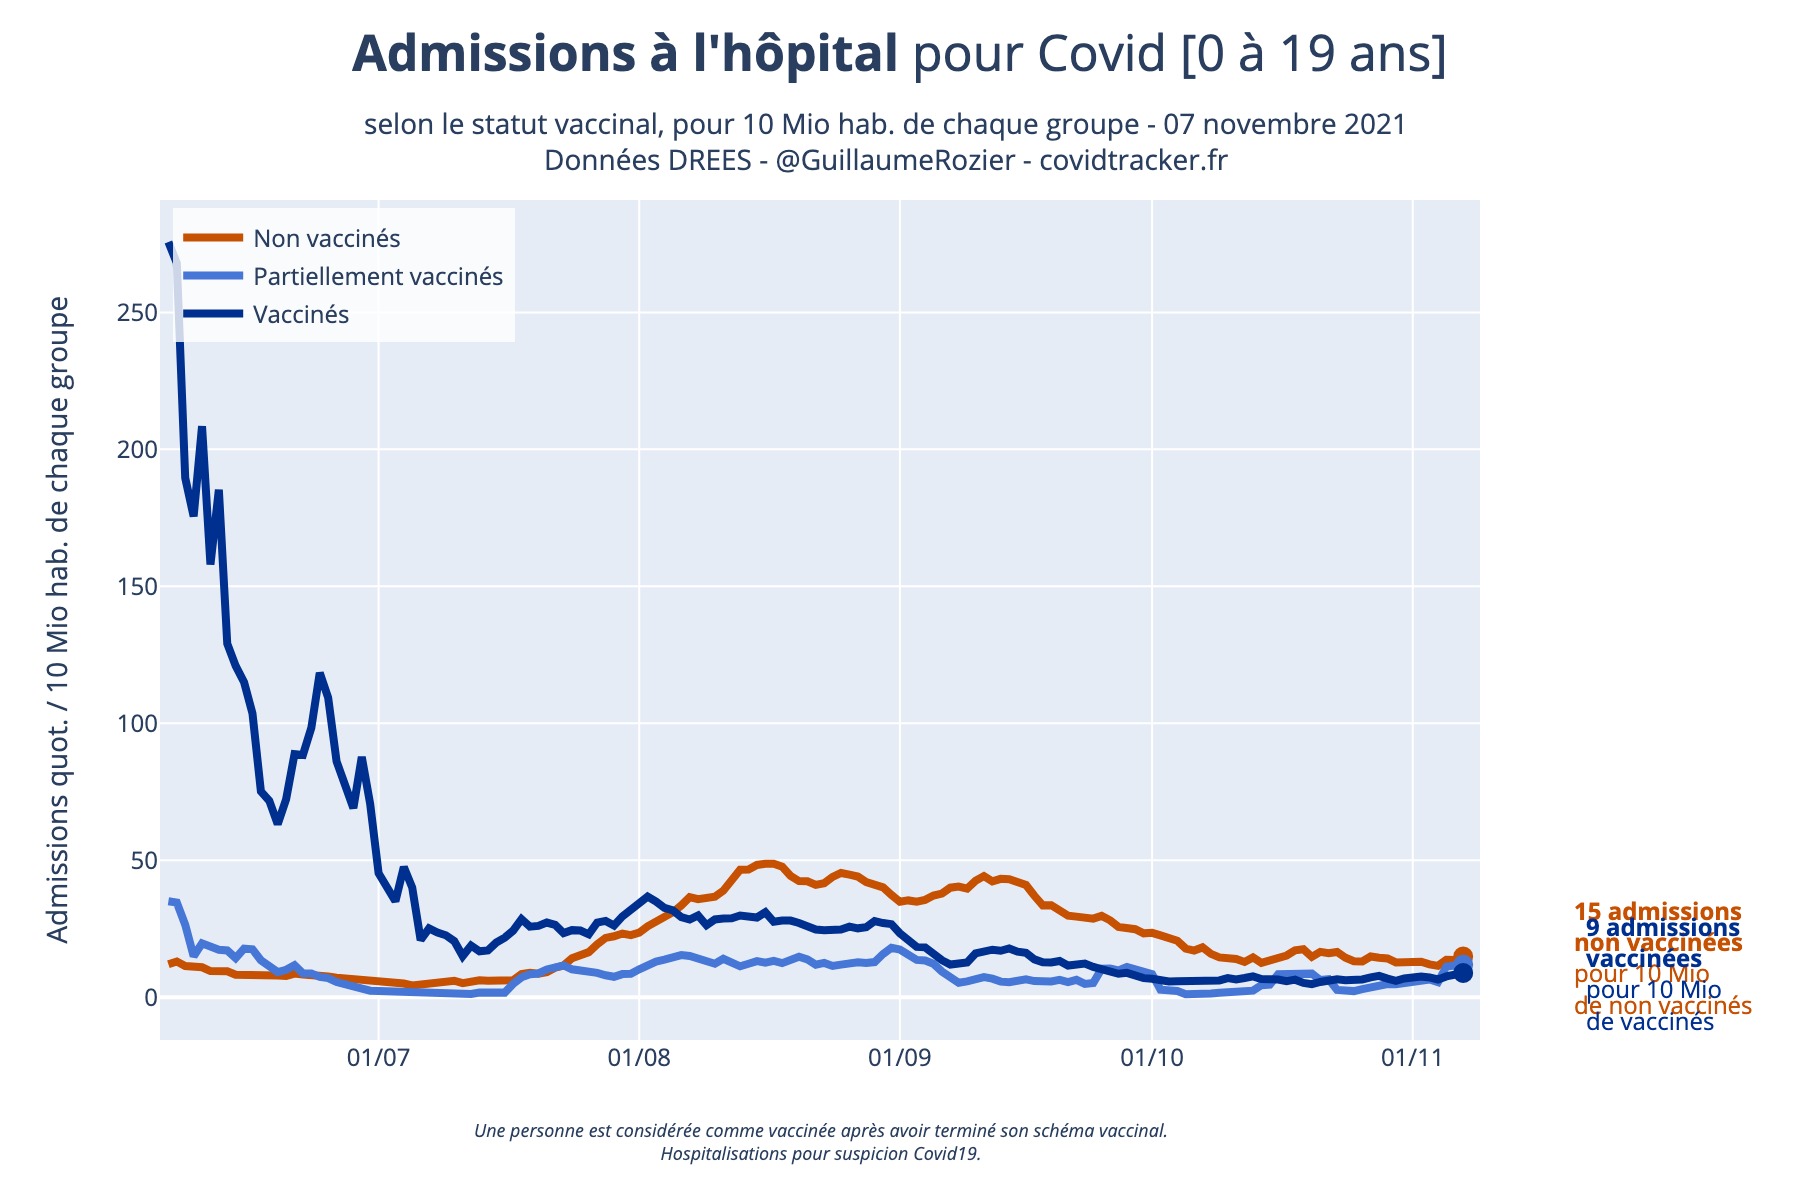 Admissions à l'hôpital pour Covid [0 à 19 ans]
selon le statut vaccinal, pour 10 Mio hab. de chaque groupe - 07 novembre 2021
Données DREES - @GuillaumeRozier - covidtracker.fr
Non vaccinés
Partiellement vaccinés
Vaccinés
Admissions quot. / 10 Mio hab. de chaque groupe
250
200
150
100
50
0
01/07
01/08
01/09
01/10
01/11
15 admissions
non vaccinées
pour 10 Mio
de non vaccinés
9 admissions
vaccinées
pour 10 Mio
de vaccinés
Une personne est considérée comme vaccinée après avoir terminé son schéma vaccinal.
Hospitalisations pour suspicion Covid19.